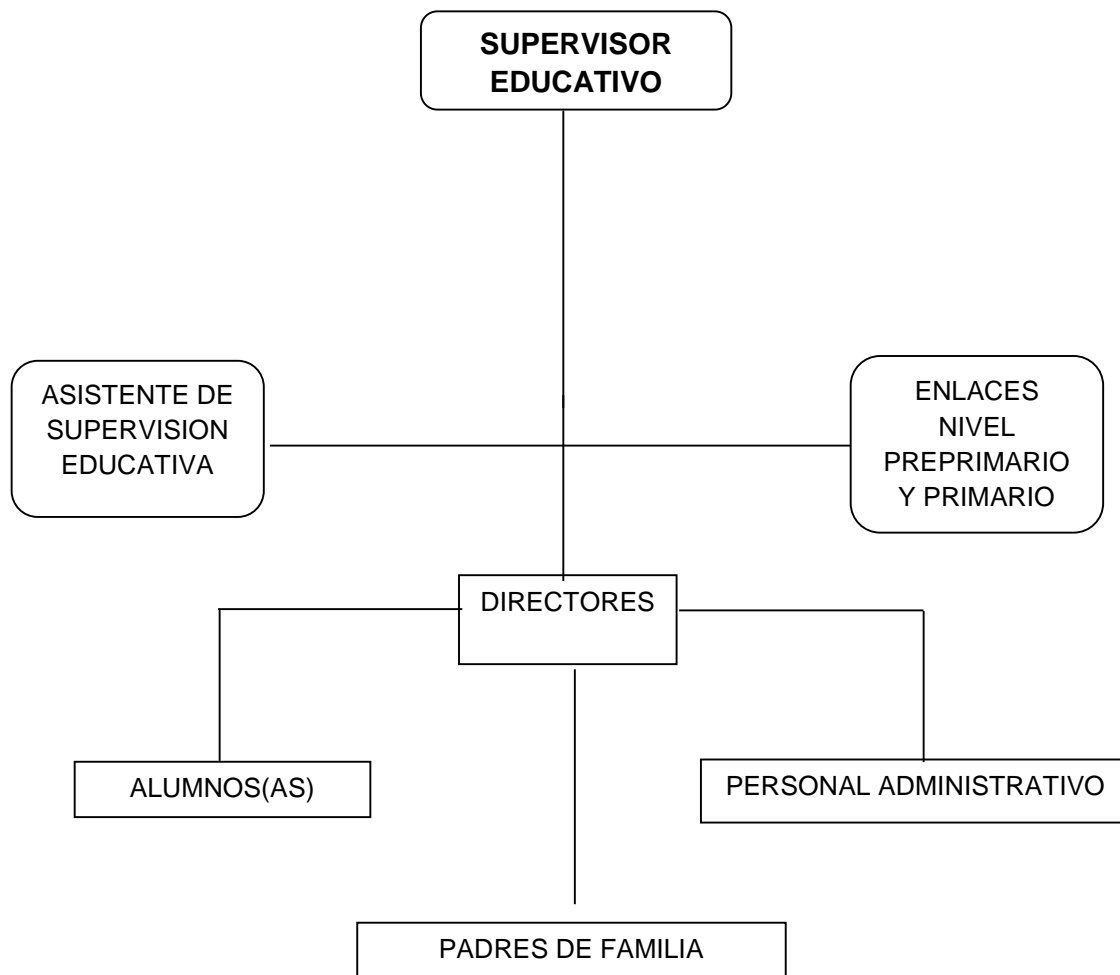 SUPERVISOR
EDUCATIVO
ASISTENTE DE
SUPERVISION
EDUCATIVA
ENLACES
NIVEL
PREPRIMARIO
Y PRIMARIO
DIRECTORES
ALUMNOS(AS)
PERSONAL ADMINISTRATIVO
PADRES DE FAMILIA